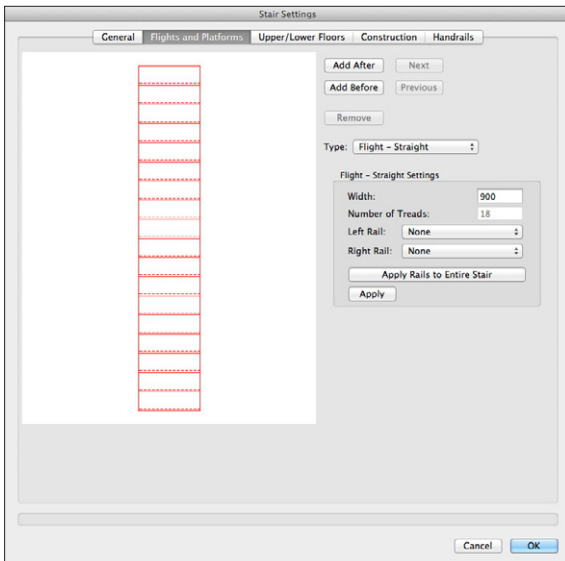 Stair Settings
General Flights and Platforms Upper/Lower Floors Construction Handrails
Add After Next
Add Before Previous
Remove
Type: Flight – Straight
Flight – Straight Settings
Width: 900
Number of Treads: 18
Left Rail: None
Right Rail: None
Apply Rails to Entire Stair
Apply
Cancel OK